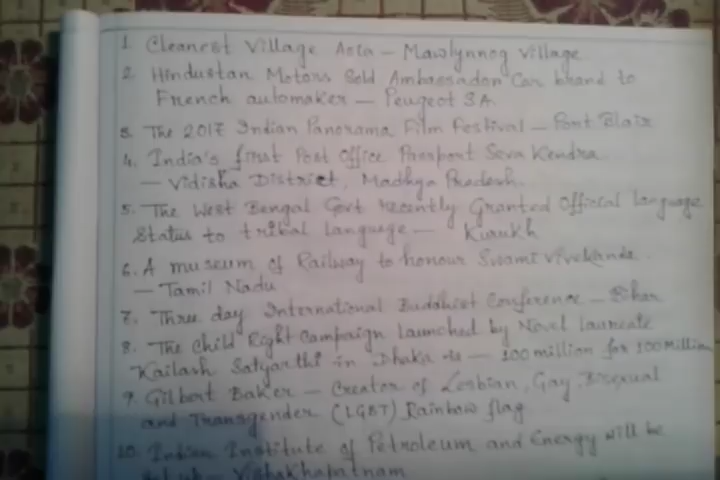 1. Cleanest Village Asia – Mawlynnog Village.
2. Hindustan Motors Sold Ambassador Car brand to
French automaker – Peugeot SA
3. The 2017 Indian Panorama Film Festival – Port Blair
4. India's first Post Office Passport Seva Kendra
– Vidisha District, Madhya Pradesh.
5. The West Bengal Govt recently Granted Official language
Status to tribal language – Kurukh
6. A museum of Railway to honour Swami Vivekanda.
– Tamil Nadu
7. Three day International Buddhist Conference – Bihar
8. The Child Right Campaign Launched by Novel laureate
Kailash Satyarthi in Dhaka is – 100 million for 100 Million
9. Gilbert Baker – Creator of Lesbian, Gay, Bisexual
and Transgender (LGBT) Rainbow flag
10. Indian Institute of Petroleum and Energy will be
set up – Vishakhapatnam